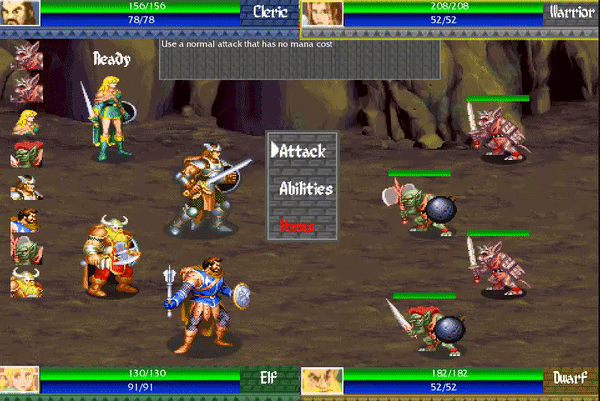 156/156
78/78
Cleric
208/208
52/52
Warrior
Use a normal attack that has no mana cost
Ready
Attack
Abilities
Items
130/130
91/91
Elf
182/182
52/52
Dwarf